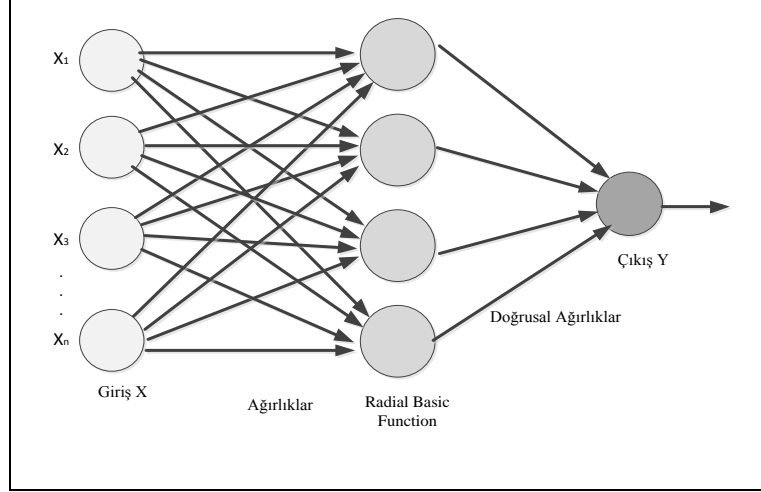 X1
X2
X3
.
.
.
Xn
Giriş X
Ağırlıklar
Radial Basic
Function
Doğrusal Ağırlıklar
Çıkış Y